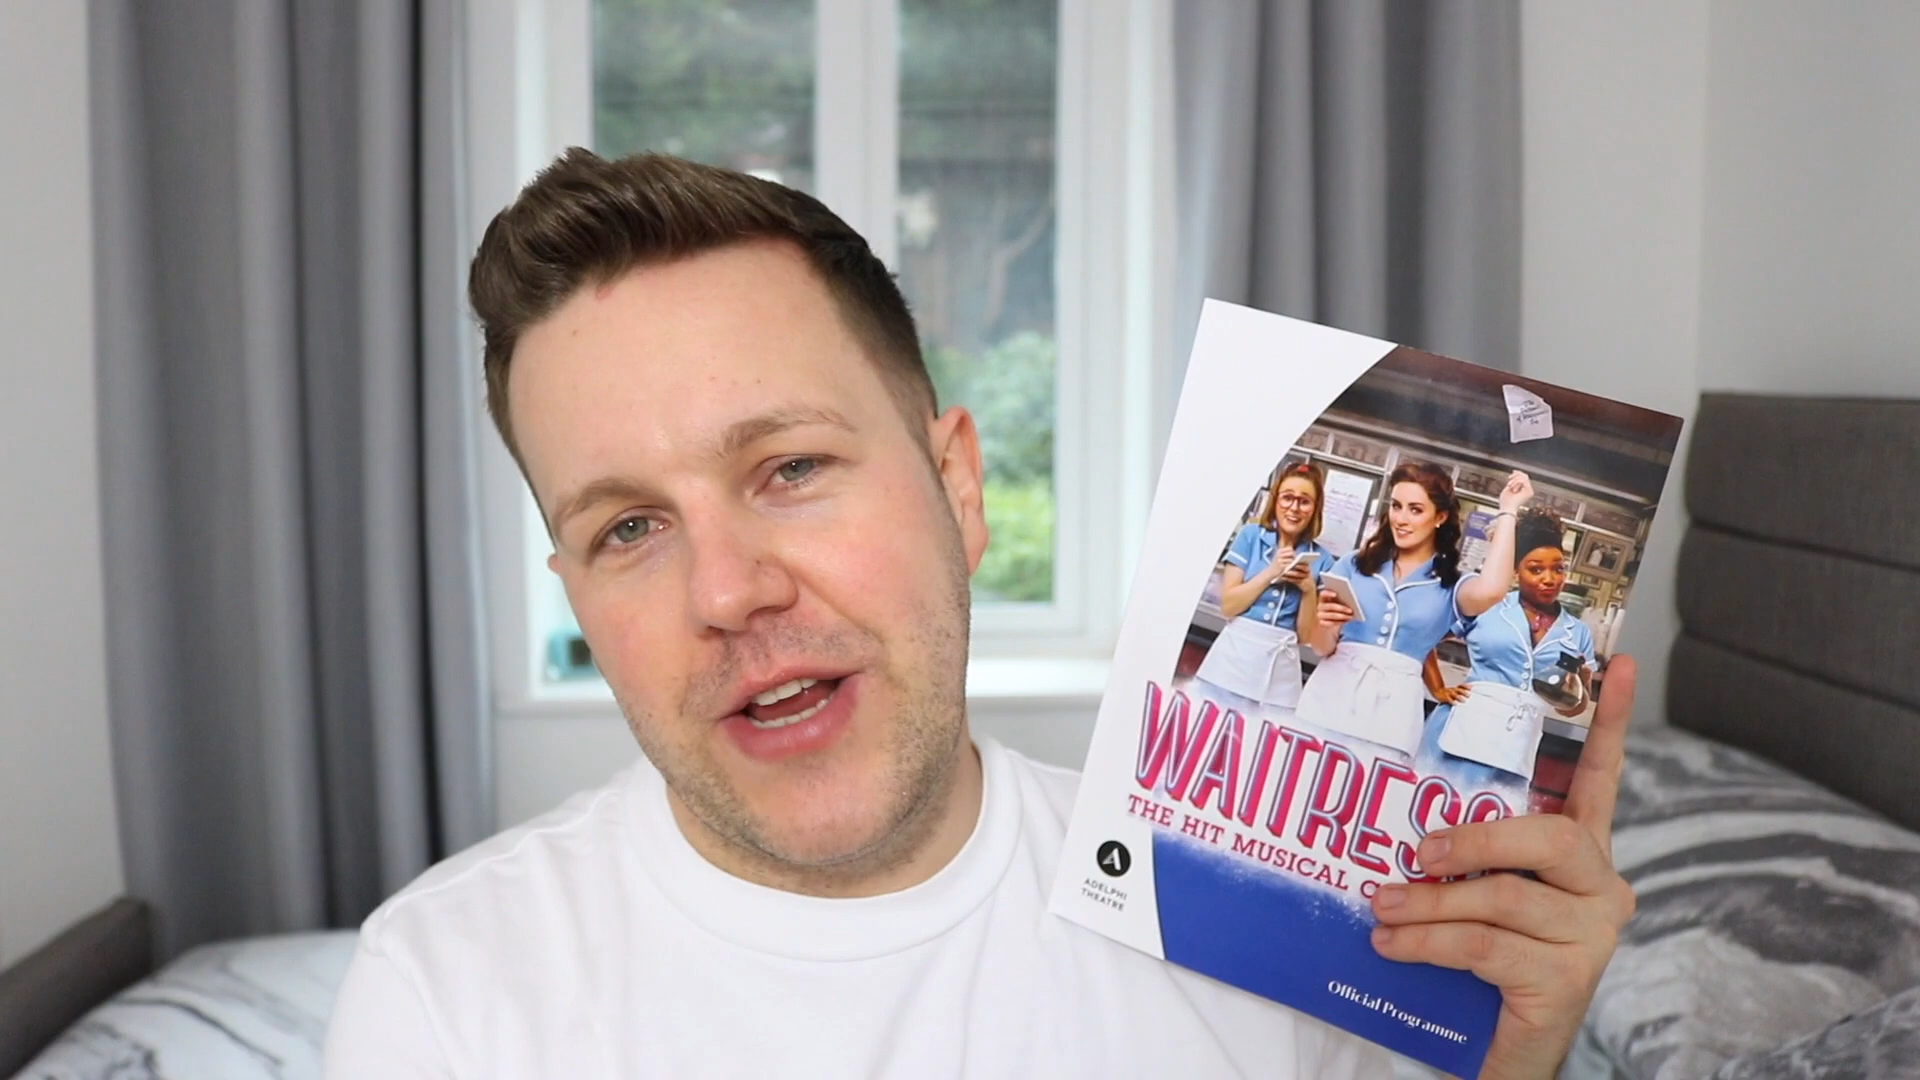 WAITRESS
THE HIT MUSICAL
ADELPHI
THEATRE
Official Programme